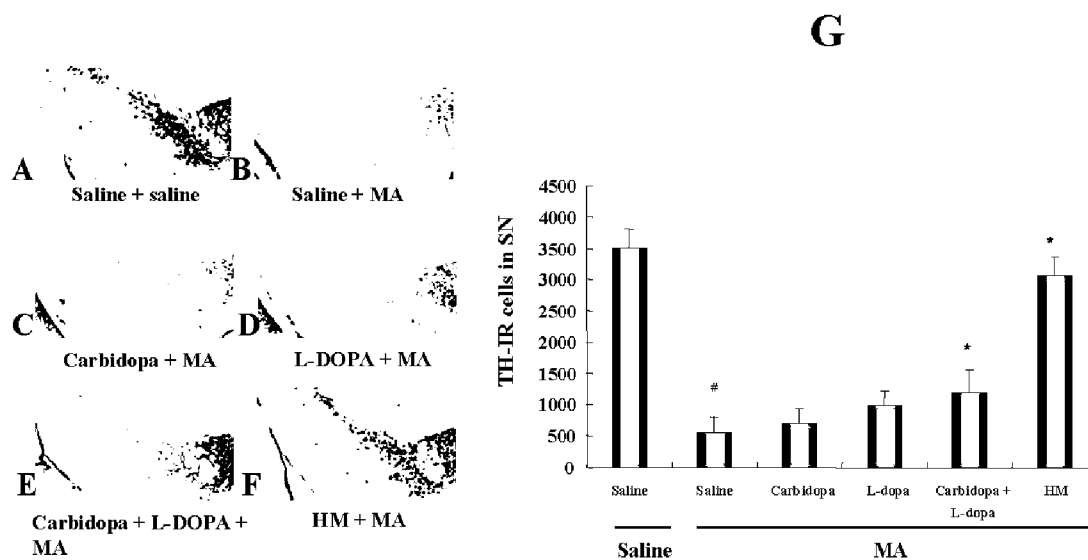 G
A
Saline + saline
B
Saline + MA
C
Carbidopa + MA
D
L-DOPA + MA
E
Carbidopa + L-DOPA +
MA
F
HM + MA
TH-IR cells in SN
4500
4000
3500
3000
2500
2000
1500
1000
500
0
#
*
*
Saline
Saline
Carbidopa
L-dopa
Carbidopa +
L-dopa
HM
Saline
MA